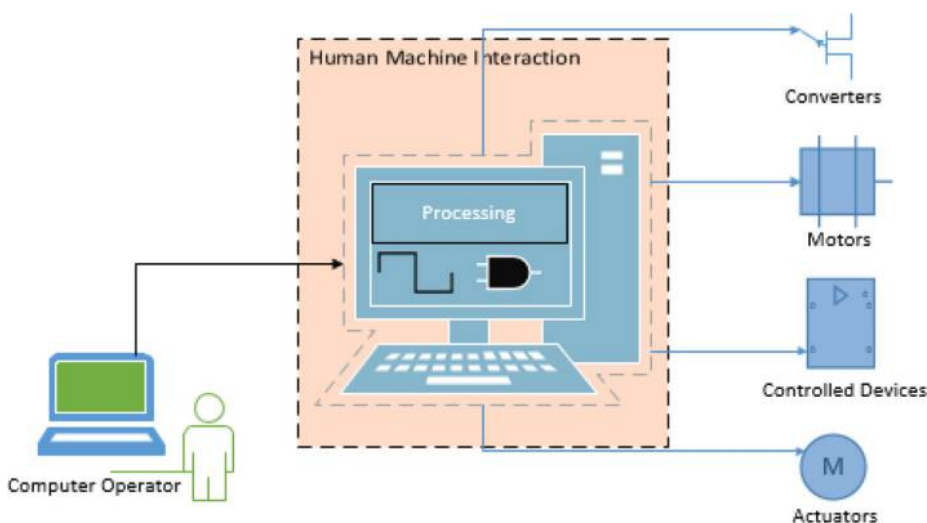 Human Machine Interaction
Converters
Processing
Motors
Controlled Devices
Computer Operator
M
Actuators